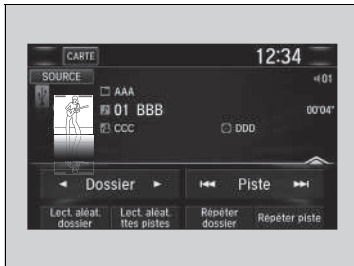 CARTE 12:34
SOURCE 01
AAA
01 BBB 00'04"
CCC DDD
Dossier Piste
Lect. aléat. dossier
Lect. aléat. ttes pistes
Répéter dossier
Répéter piste